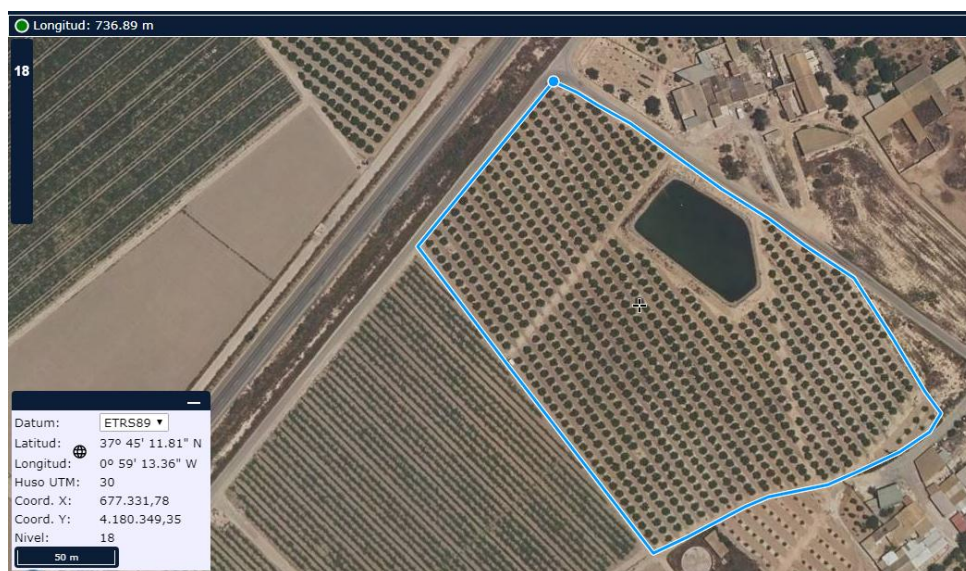 Longitud: 736.89 m
18
Datum: ETRS89
Latitud: 37º 45' 11.81" N
Longitud: 0º 59' 13.36" W
Huso UTM: 30
Coord. X: 677.331,78
Coord. Y: 4.180.349,35
Nivel: 18
50 m